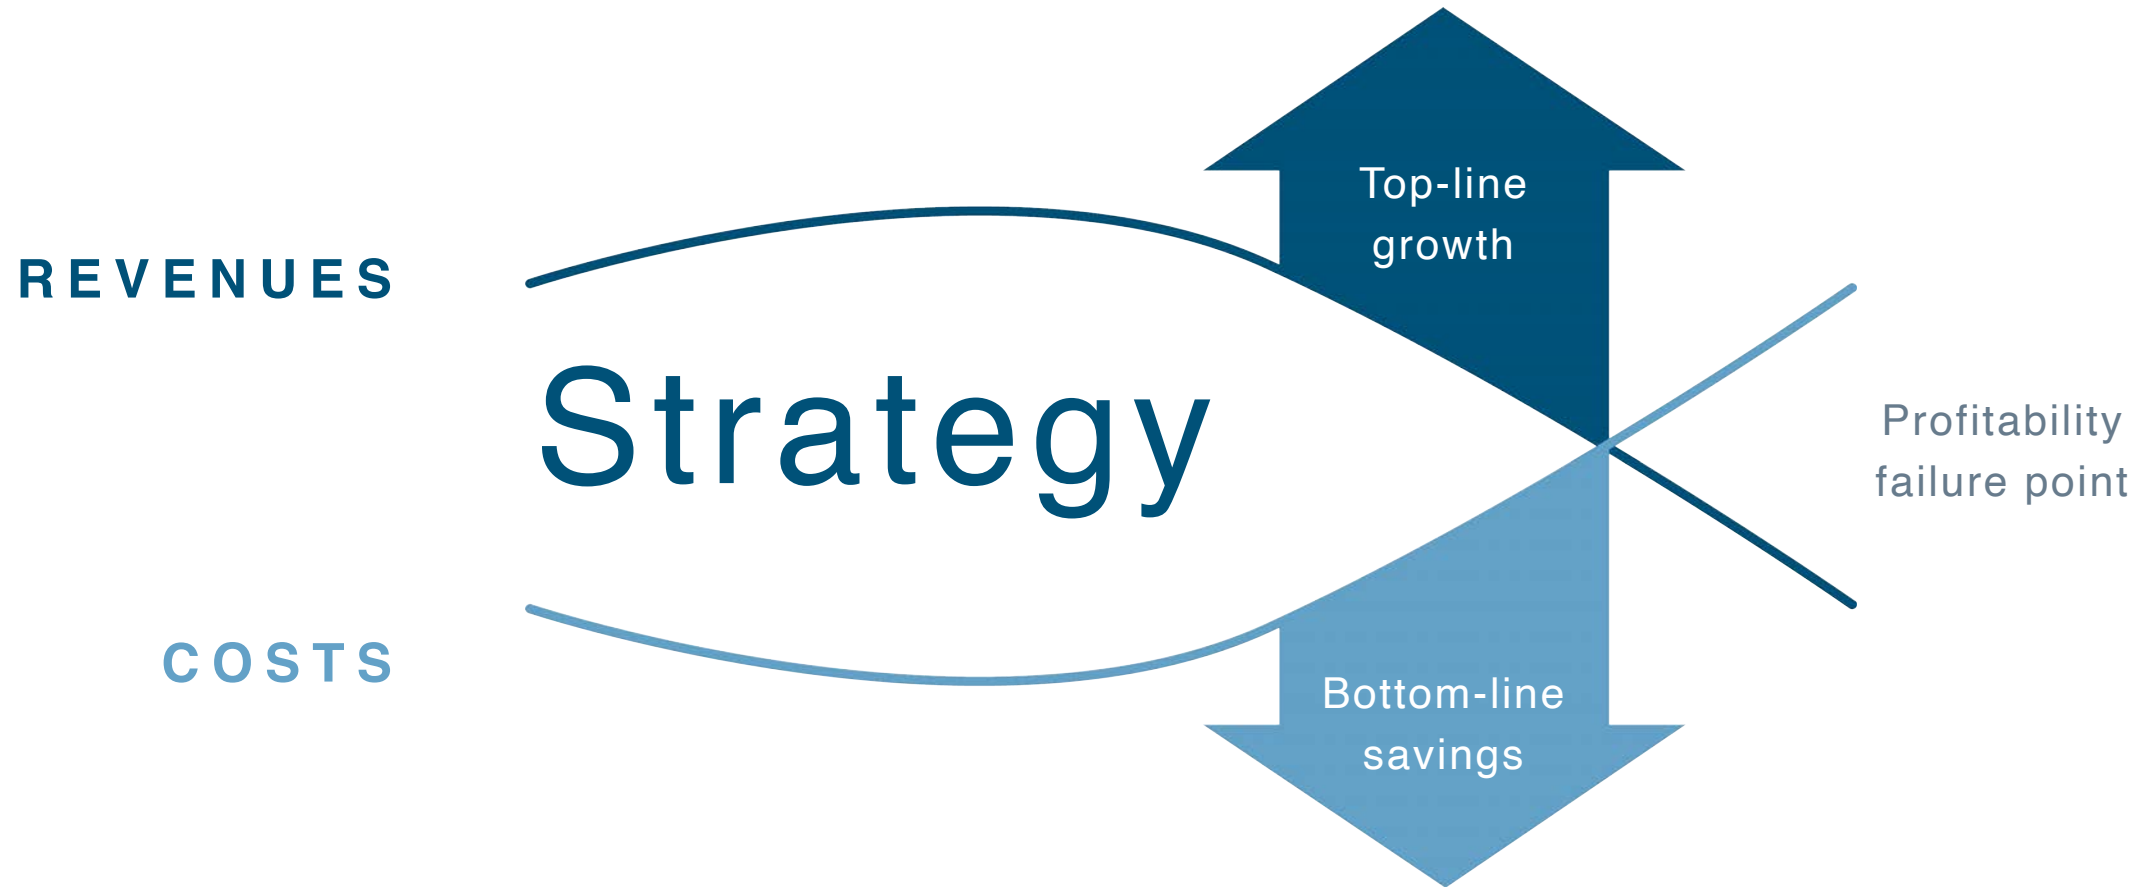 Top-line
growth
REVENUES
Strategy
Profitability
failure point
COSTS
Bottom-line
savings